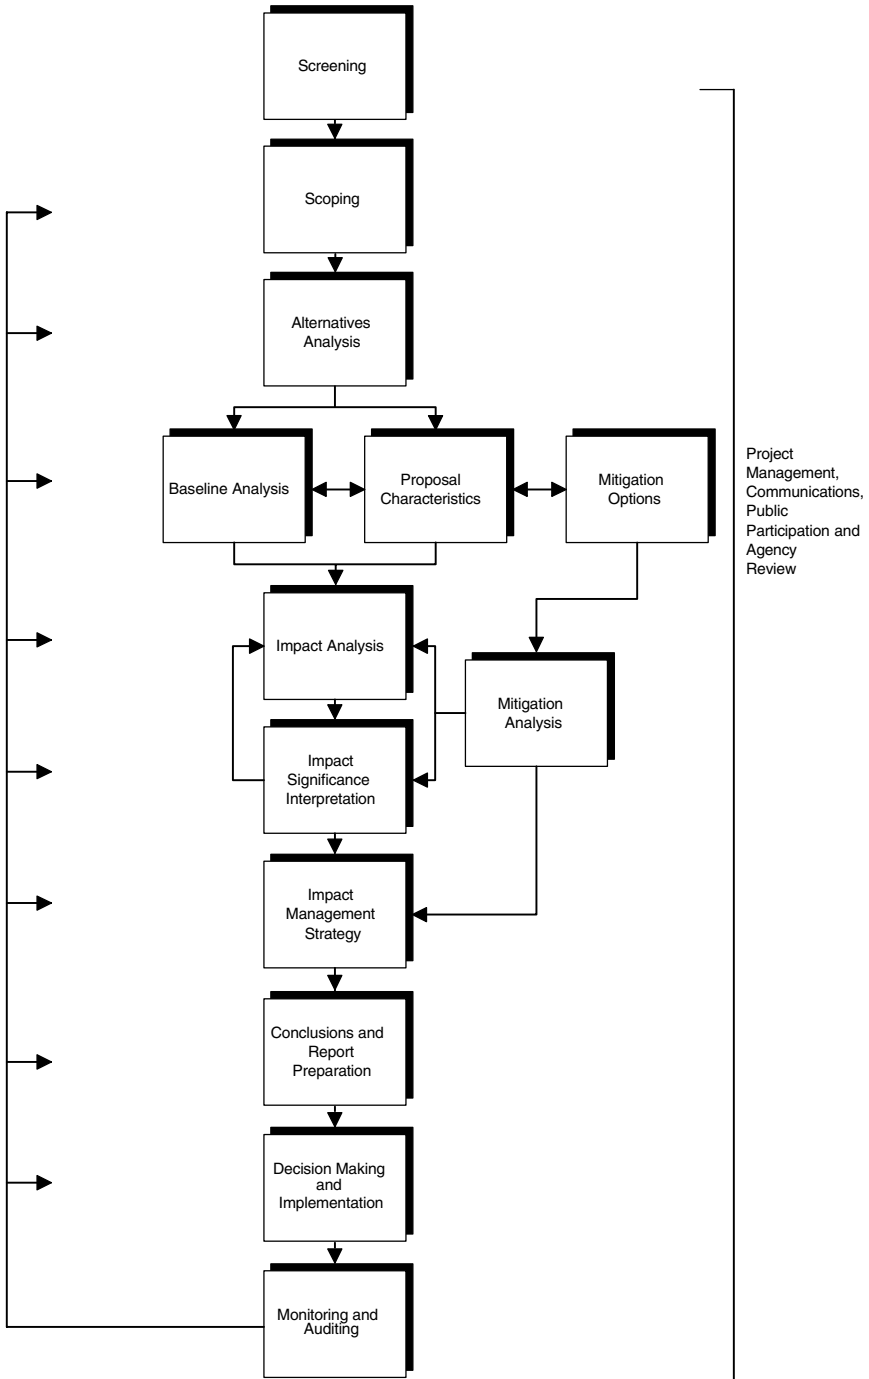 Screening
Scoping
Alternatives
Analysis
Baseline Analysis
Proposal
Characteristics
Mitigation
Options
Project
Management,
Communications,
Public
Participation and
Agency
Review
Impact Analysis
Mitigation
Analysis
Impact
Significance
Interpretation
Impact
Management
Strategy
Conclusions and
Report
Preparation
Decision Making
and
Implementation
Monitoring and
Auditing